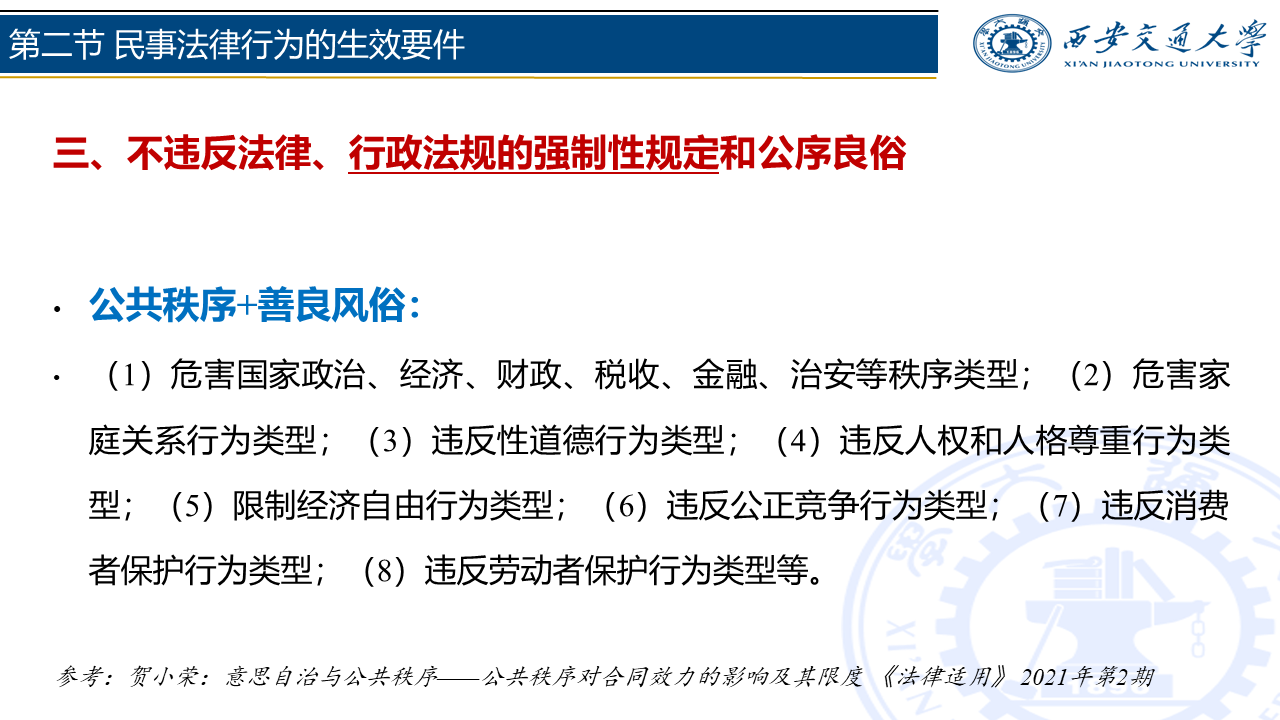 第二节 民事法律行为的生效要件
西安交通大学
XI'AN JIAOTONG UNIVERSITY
三、不违反法律、行政法规的强制性规定和公序良俗
• 公共秩序+善良风俗：
• （1）危害国家政治、经济、财政、税收、金融、治安等秩序类型；（2）危害家
庭关系行为类型；（3）违反性道德行为类型；（4）违反人权和人格尊重行为类
型；（5）限制经济自由行为类型；（6）违反公正竞争行为类型；（7）违反消费
者保护行为类型；（8）违反劳动者保护行为类型等。
参考：贺小荣：意思自治与公共秩序——公共秩序对合同效力的影响及其限度《法律适用》2021年第2期